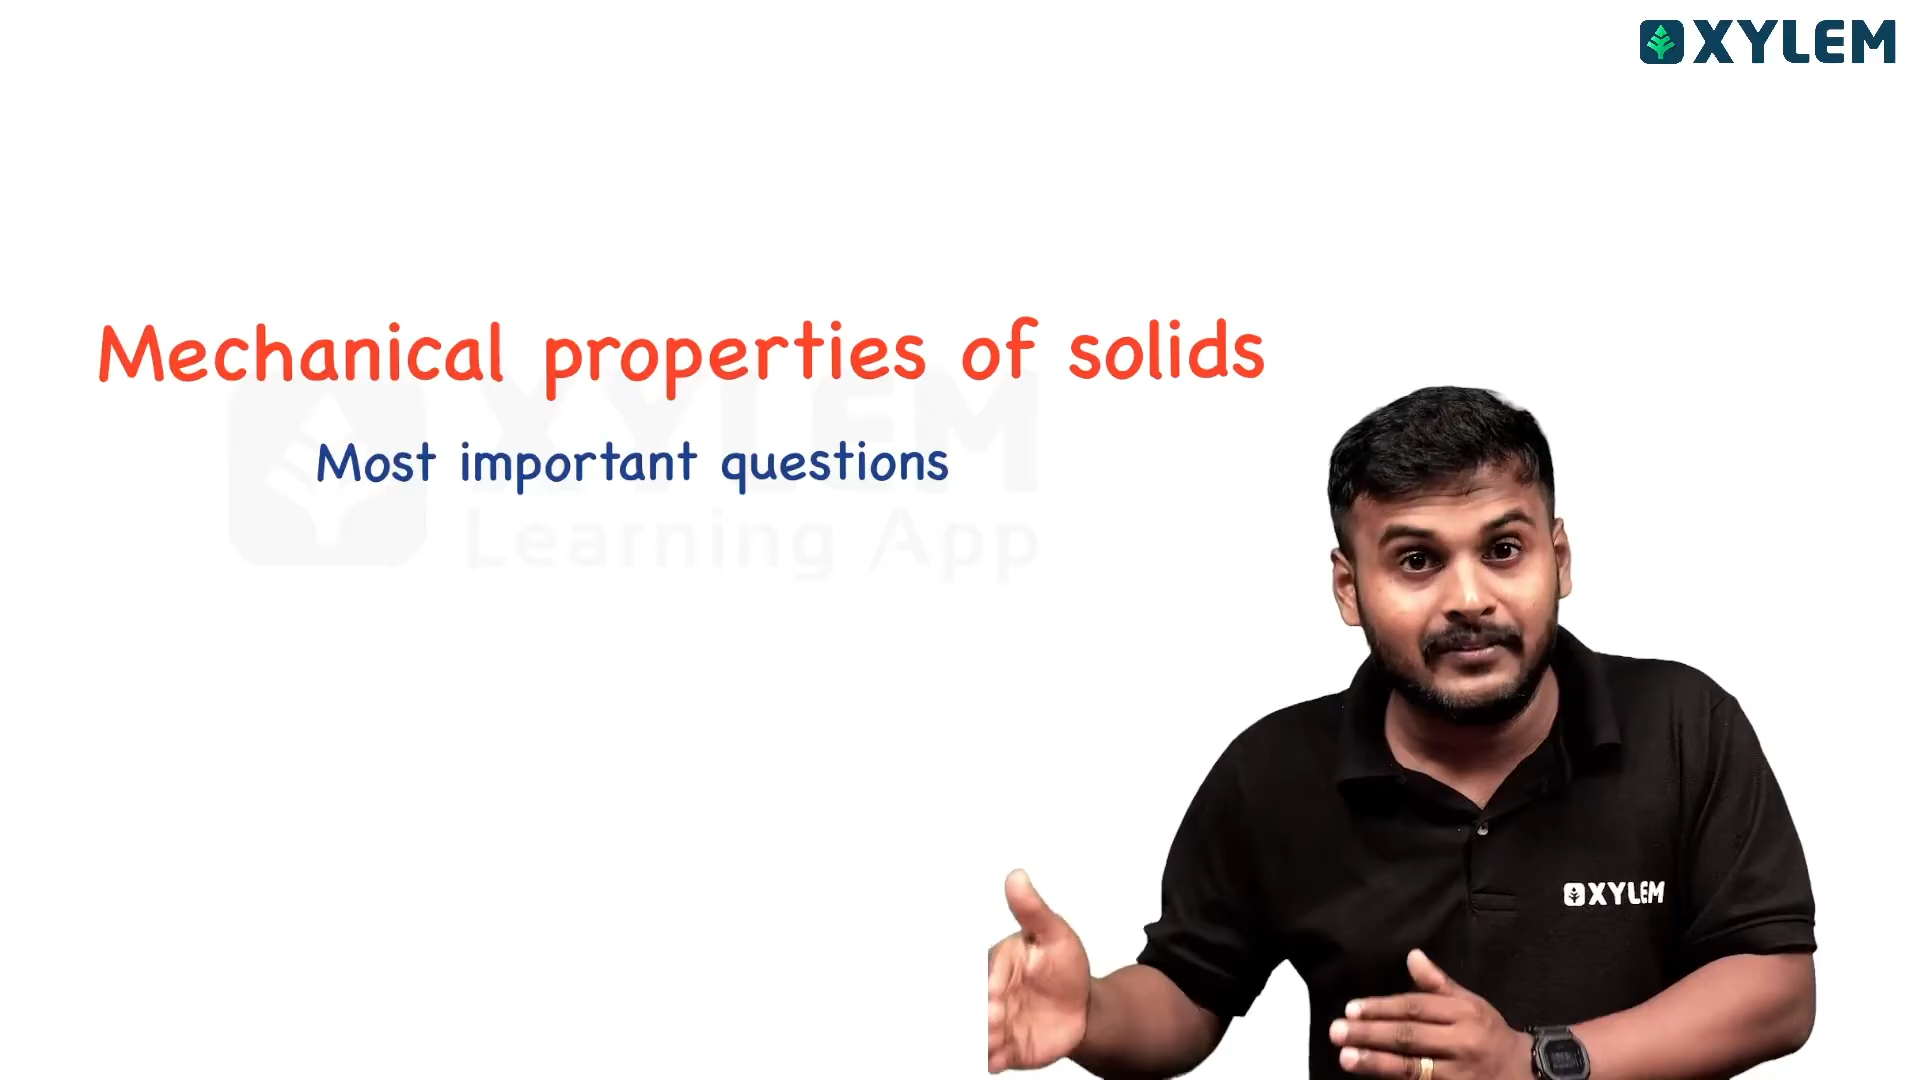 XYLEM
Mechanical properties of solids
Most important questions
XYLEM
Learning App
XYLEM